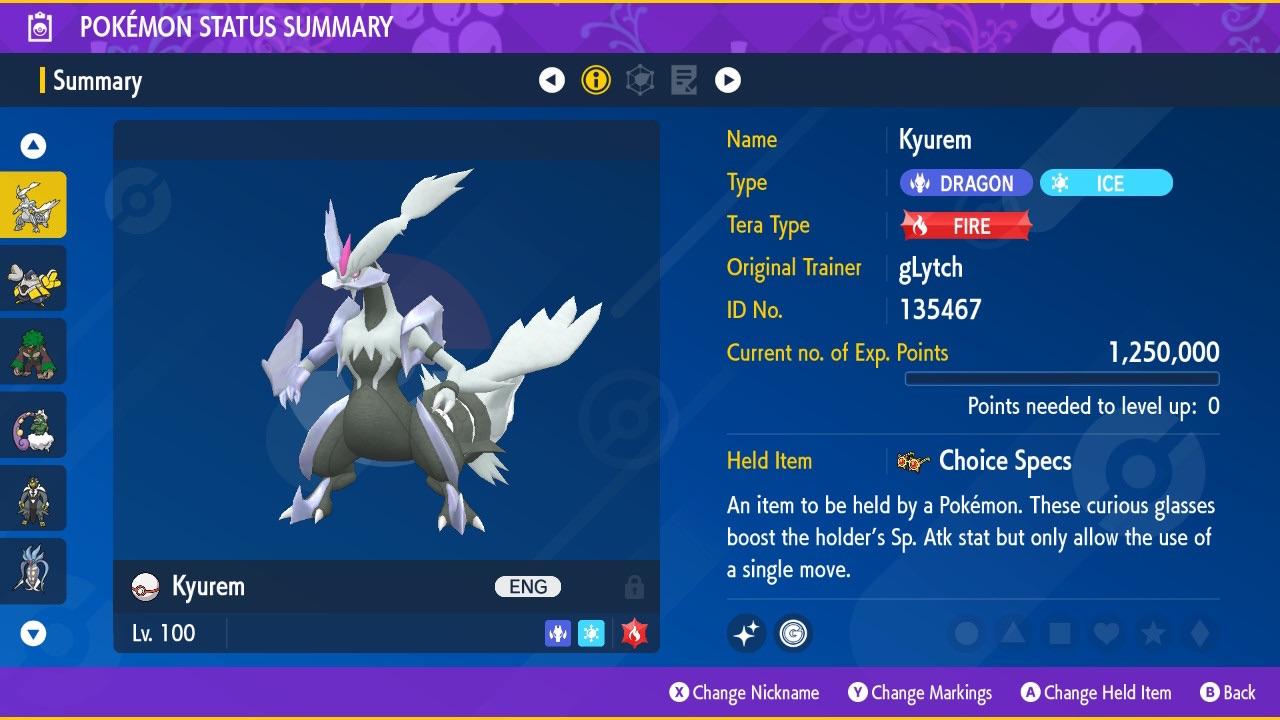 POKÉMON STATUS SUMMARY
Summary
Name Kyurem
Type DRAGON ICE
Tera Type FIRE
Original Trainer gLytch
ID No. 135467
Current no. of Exp. Points 1,250,000
Points needed to level up: 0
Held Item Choice Specs
An item to be held by a Pokémon. These curious glasses
boost the holder's Sp. Atk stat but only allow the use of
a single move.
Kyurem ENG
Lv. 100
X Change Nickname Y Change Markings A Change Held Item B Back